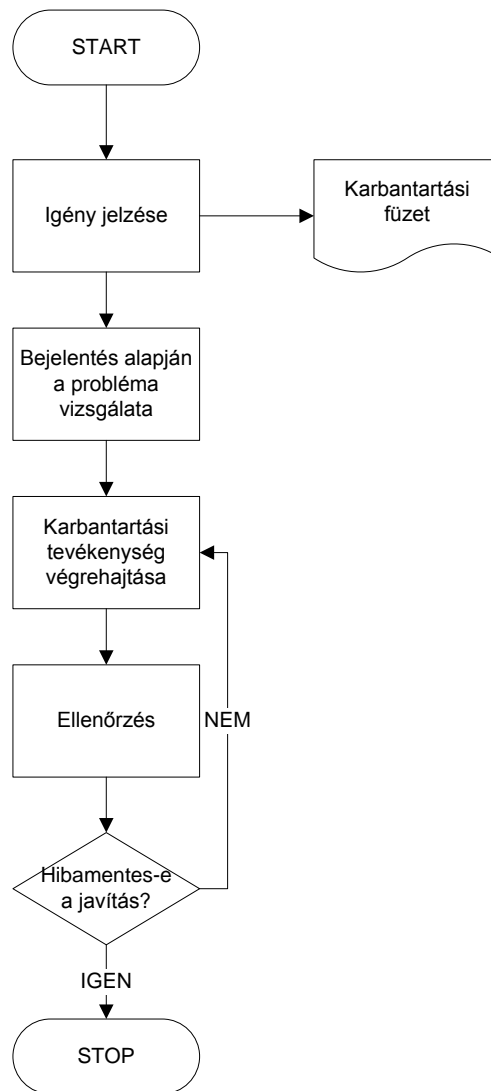 START
Igény jelzése
Karbantartási
füzet
Bejelentés alapján
a probléma
vizsgálata
Karbantartási
tevékenység
végrehajtása
Ellenőrzés
NEM
Hibamentes-e
a javítás?
IGEN
STOP